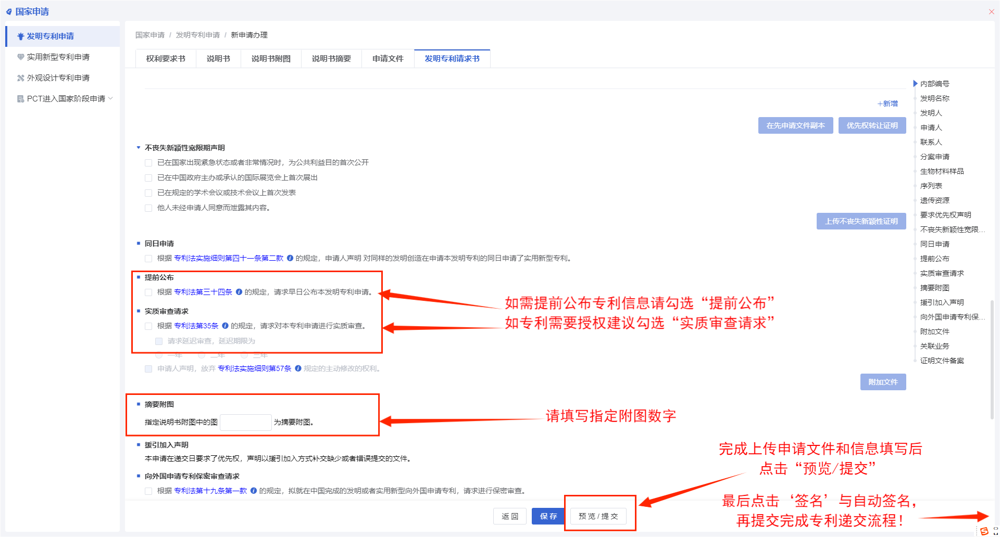 国家申请
发明专利申请
实用新型专利申请
外观设计专利申请
PCT进入国家阶段申请
国家申请 / 发明专利申请 / 新申请办理
权利要求书 说明书 说明书附图 说明书摘要 申请文件 发明专利请求书
+新增
在先申请文件副本 优先权转让证明
不丧失新颖性宽限期声明
已在国家出现紧急状态或者非常情况时，为公共利益目的首次公开
已在中国政府主办或承认的国际展览会上首次展出
已在规定的学术会议或技术会议上首次发表
他人未经申请人同意而泄露其内容。
上传不丧失新颖性证明
同日申请
根据 专利法实施细则第四十一条第二款 的规定，申请人声明 对同样的发明创造在申请本发明专利的同日申请了实用新型专利。
提前公布
根据 专利法第三十四条 的规定，请求早日公布本发明专利申请。
实质审查请求
根据 专利法第35条 的规定，请求对本专利申请进行实质审查。
请求延迟审查，延迟期限为
一年 二年 三年
申请人声明，放弃 专利法实施细则第57条 规定的主动修改的权利。
附加文件
摘要附图
指定说明书附图中的图 为摘要附图。
援引加入声明
本申请在递交日要求了优先权，声明以援引加入方式补交缺少或者错误提交的文件。
向外国申请专利保密审查请求
根据 专利法第十九条第一款 的规定，拟就在中国完成的发明或者实用新型向外国申请专利，请求进行保密审查。
返回 保存 预览/提交
如需提前公布专利信息请勾选“提前公布”
如专利需要授权建议勾选“实质审查请求”
请填写指定附图数字
完成上传申请文件和信息填写后
点击“预览/提交”
最后点击‘签名’与自动签名，
再提交完成专利递交流程！
内部编号
发明名称
发明人
申请人
联系人
分案申请
生物材料样品
序列表
遗传资源
要求优先权声明
不丧失新颖性宽限...
同日申请
提前公布
实质审查请求
摘要附图
援引加入声明
向外国申请专利保...
附加文件
关联业务
证明文件备案